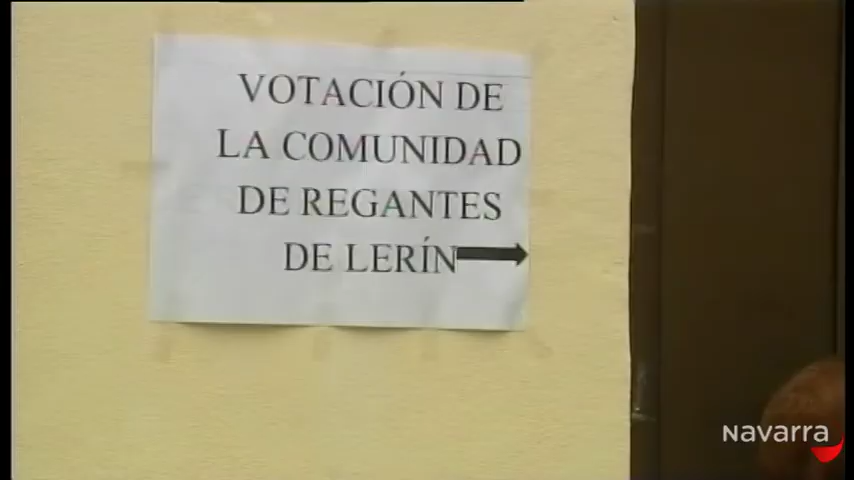 VOTACIÓN DE
LA COMUNIDAD
DE REGANTES
DE LERÍN
Navarra